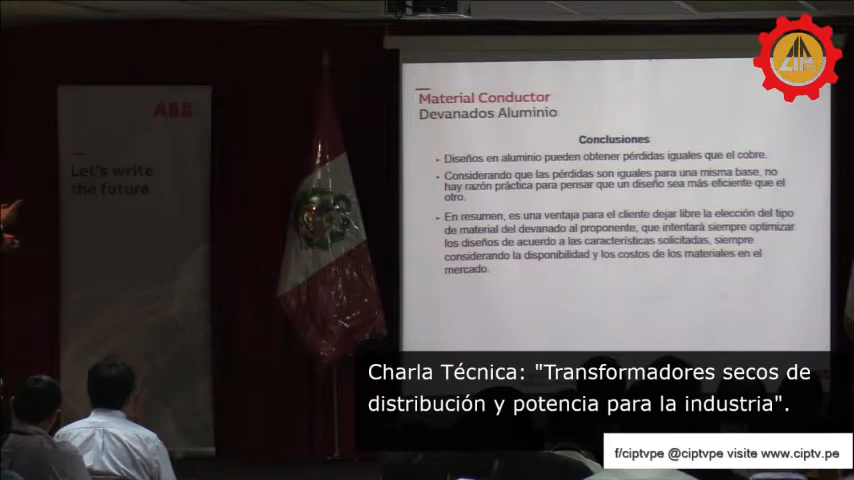 ABB
Let's write
the future
CIP
Material Conductor
Devanados Aluminio
Conclusiones
- Diseños en aluminio pueden obtener pérdidas iguales que el cobre.
- Considerando que las pérdidas son iguales para una misma base, no
hay razón práctica para pensar que un diseño sea más eficiente que el
otro.
- En resumen, es una ventaja para el cliente dejar libre la elección del tipo
de material del devanado al proponente, que intentará siempre optimizar
los diseños de acuerdo a las características solicitadas, siempre
considerando la disponibilidad y los costos de los materiales en el
mercado.
Charla Técnica: "Transformadores secos de
distribución y potencia para la industria".
f/ciptvpe @ciptvpe visite www.ciptv.pe